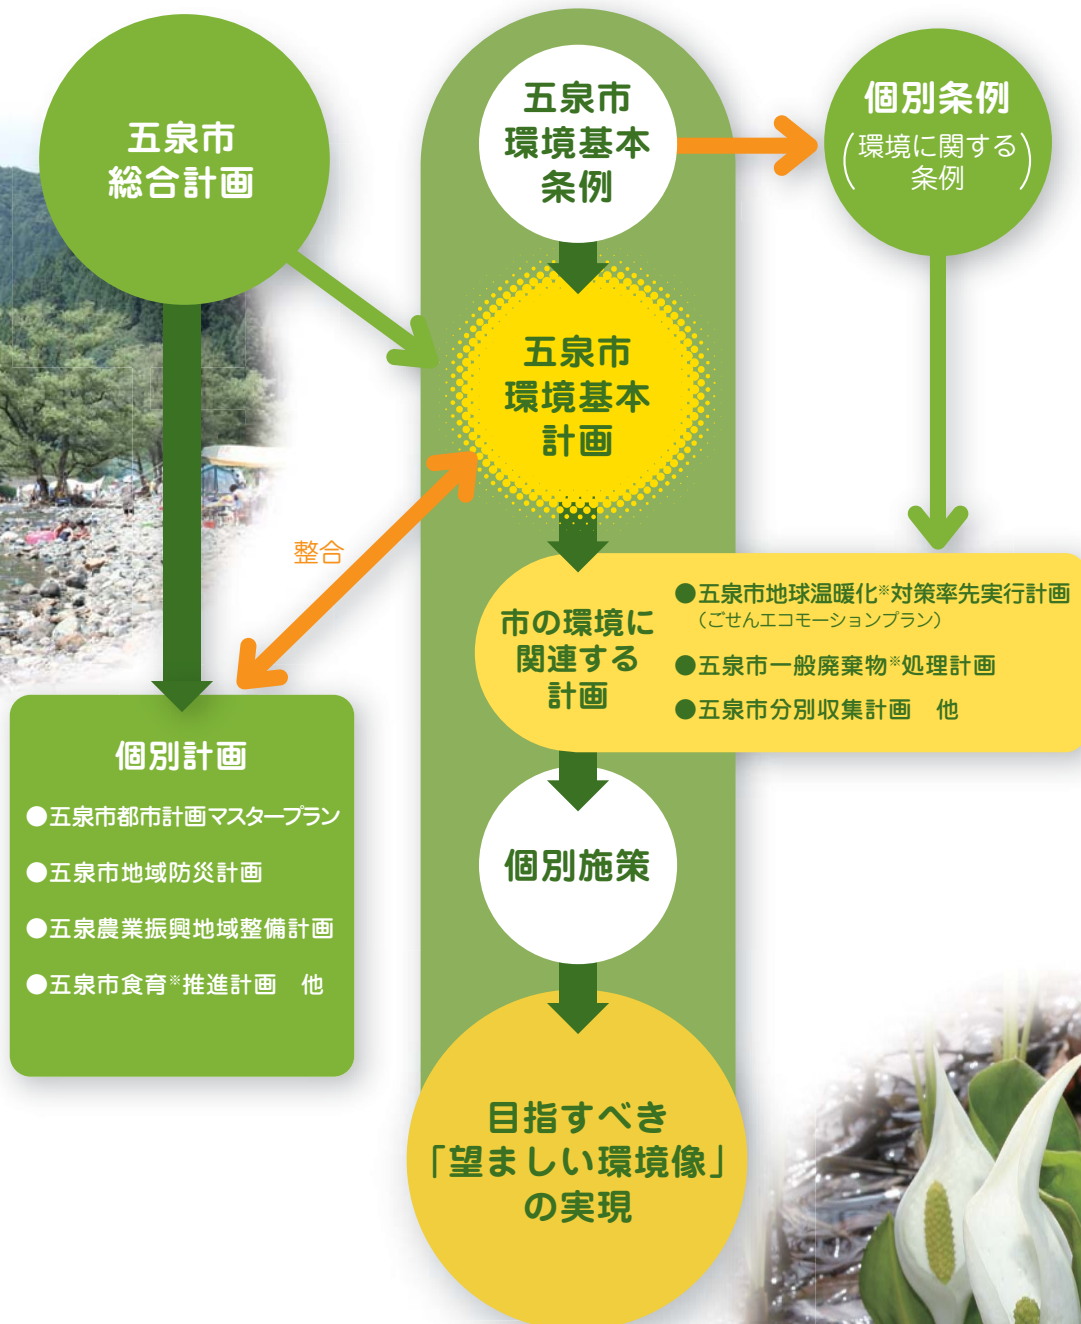 五泉市
総合計画
五泉市
環境基本
条例
個別条例
(環境に関する
条例)
五泉市
環境基本
計画
整合
市の環境に
関連する
計画
●五泉市地球温暖化※対策率先実行計画
(ごせんエコモーションプラン)
●五泉市一般廃棄物※処理計画
●五泉市分別収集計画　他
個別計画
●五泉市都市計画マスタープラン
●五泉市地域防災計画
●五泉農業振興地域整備計画
●五泉市食育※推進計画　他
個別施策
目指すべき
「望ましい環境像」
の実現